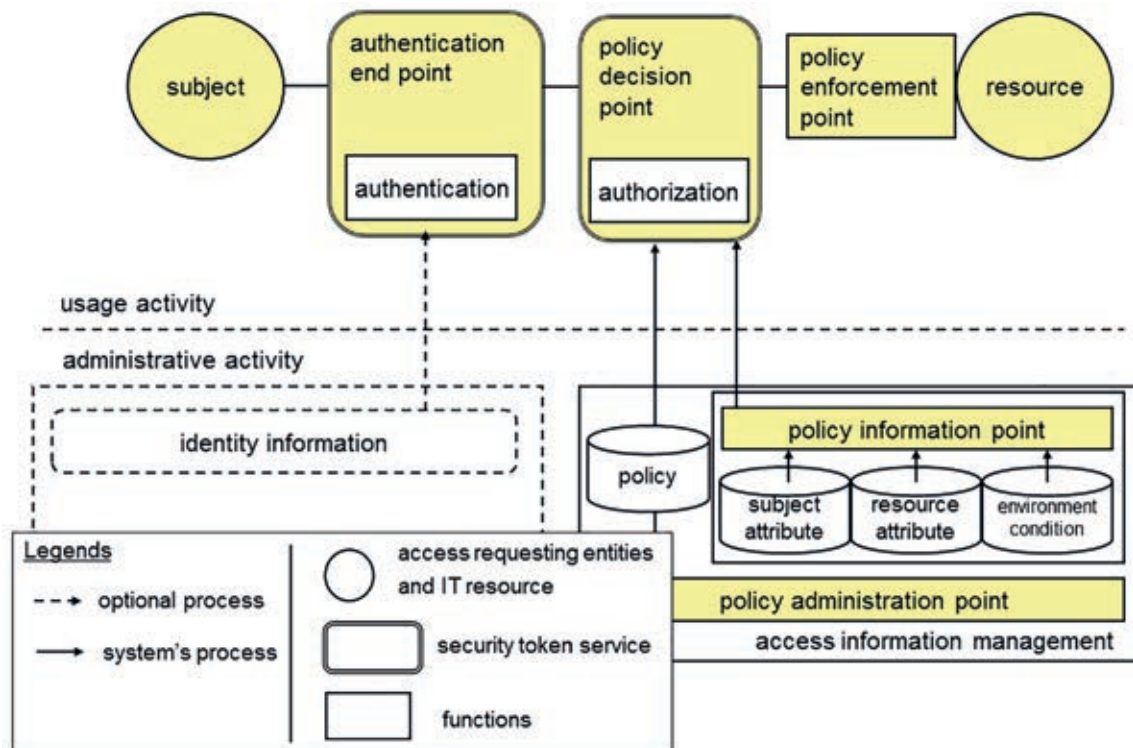 subject
authentication
end point
authentication
policy
decision
point
authorization
policy
enforcement
point
resource
usage activity
administrative activity
identity information
policy
policy information point
subject
attribute
resource
attribute
environment
condition
policy administration point
access information management
Legends
optional process
system's process
access requesting entities
and IT resource
security token service
functions